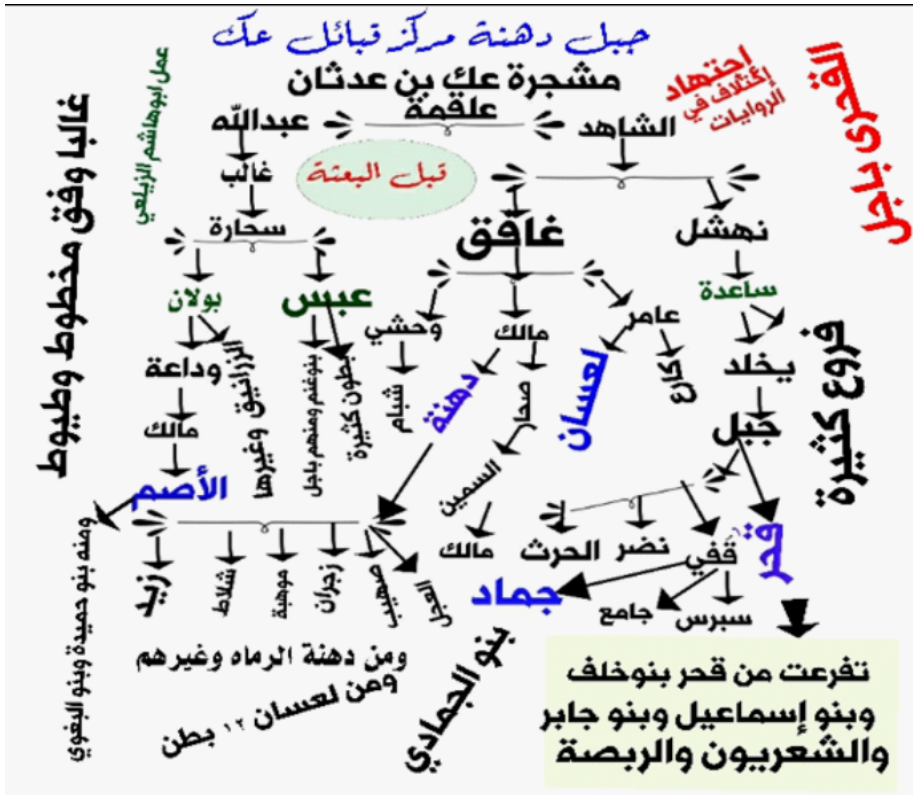 جبل دهنة مركز قبائل عك
مشجرة عك بن عدثان
علقمة
القحرى باجل
إجتهاد
إختلاف في
الروايات
عمل ابوهاشم الزيلعي
غالبا وفق مخطوط وطيوط
الشاهد
عبدالله
قبل البعثة
غالب
سحارة
غافق
نهشل
ساعدة
بولان
عبس
وحشي
مالك
عامر
لعسان
كارع
يخلد
فروع كثيرة
وداعة
الزرانيق وغيرها
بنوغنم ومنهم باجل
بطون كثيرة
شبام
دهنة
صحار
جبل
مالك
السمين
الأصم
ومنه بنو حميدة وبنو البغوي
مالك
الحرث
نضر
قفي
قحر
زيد
شلاط
موهبة
زجران
صهيب
العجل
جماد
جامع
سبرس
بنو الجمادي
ومن دهنة الرماه وغيرهم
ومن لعسان ١٢ بطن
تفرعت من قحر بنوخلف
وبنو إسماعيل وبنو جابر
والشعريون والربصة